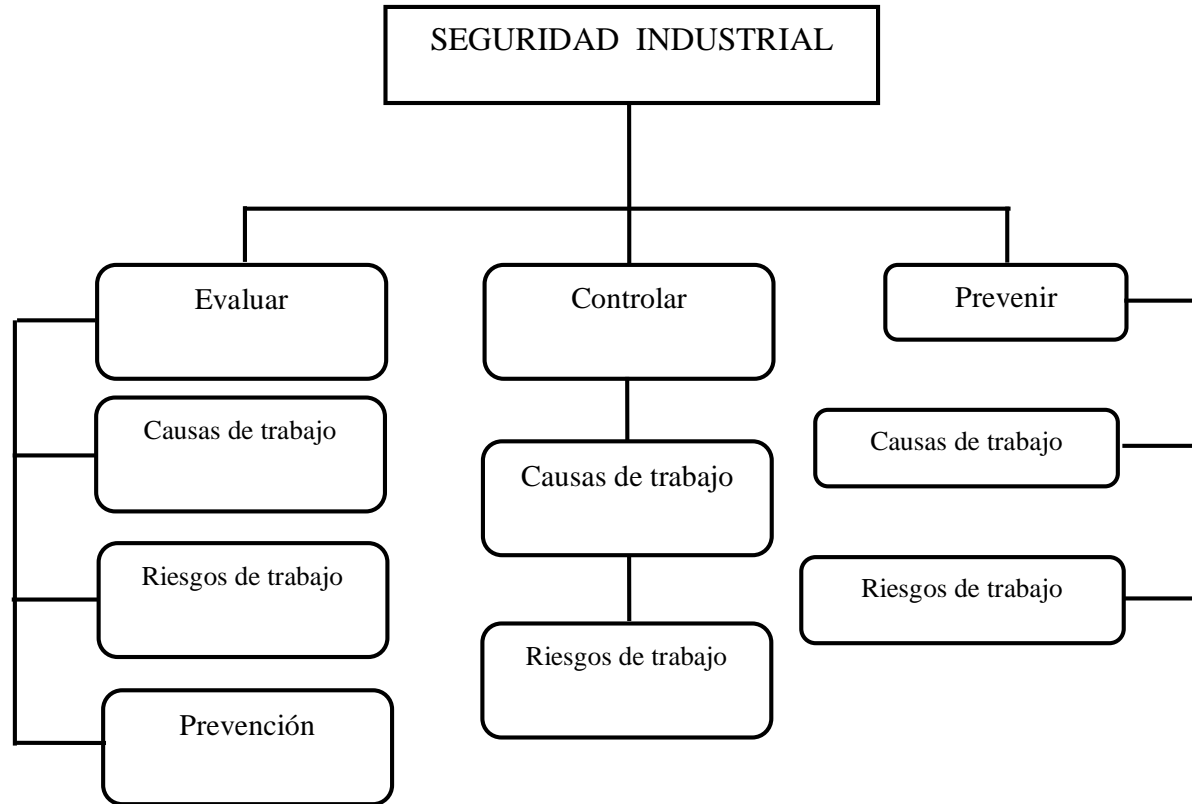 SEGURIDAD INDUSTRIAL
Evaluar
Causas de trabajo
Riesgos de trabajo
Prevención
Controlar
Causas de trabajo
Riesgos de trabajo
Prevenir
Causas de trabajo
Riesgos de trabajo